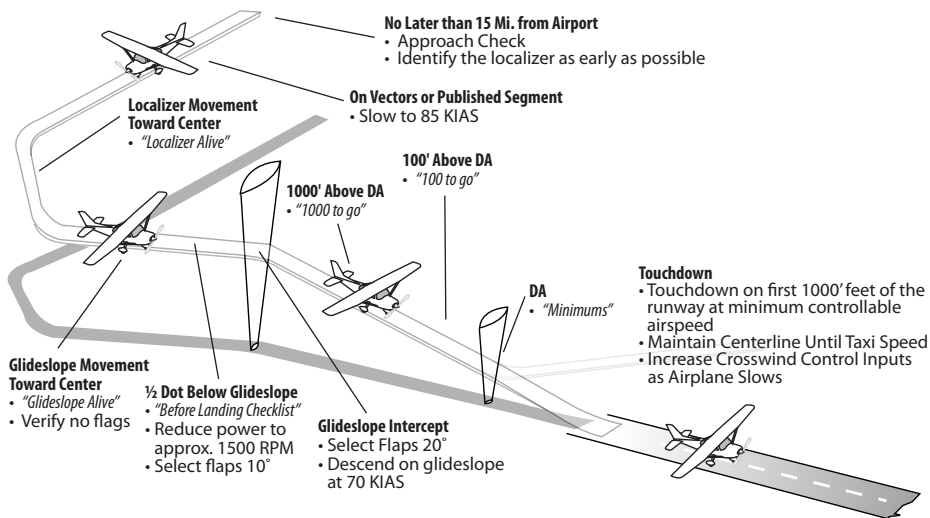 No Later than 15 Mi. from Airport
• Approach Check
• Identify the localizer as early as possible
On Vectors or Published Segment
• Slow to 85 KIAS
Localizer Movement
Toward Center
• “Localizer Alive”
100' Above DA
• “100 to go”
1000' Above DA
• “1000 to go”
DA
• “Minimums”
Touchdown
• Touchdown on first 1000’ feet of the
runway at minimum controllable
airspeed
• Maintain Centerline Until Taxi Speed
• Increase Crosswind Control Inputs
as Airplane Slows
Glideslope Movement
Toward Center
• “Glideslope Alive”
• Verify no flags
½ Dot Below Glideslope
• “Before Landing Checklist”
• Reduce power to
approx. 1500 RPM
• Select flaps 10˚
Glideslope Intercept
• Select Flaps 20˚
• Descend on glideslope
at 70 KIAS